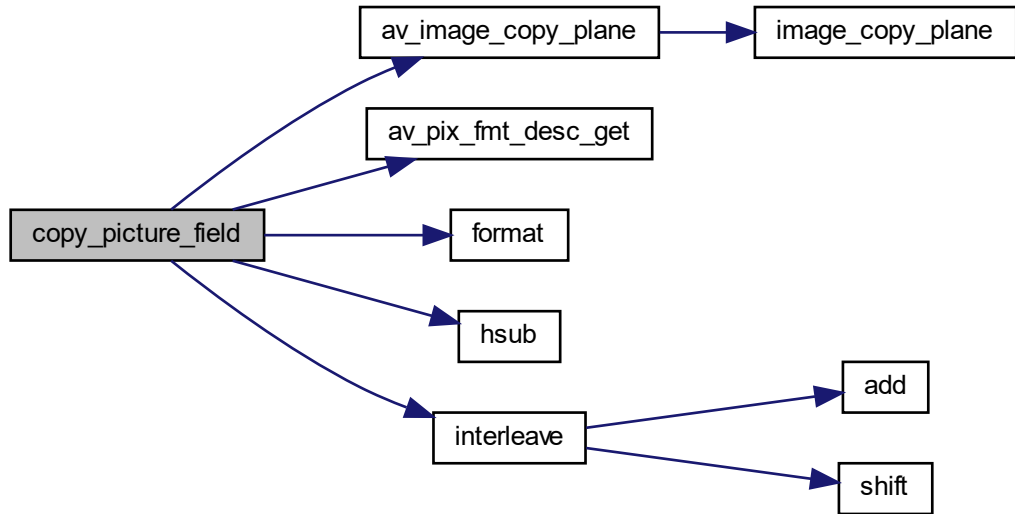 av_image_copy_plane
image_copy_plane
av_pix_fmt_desc_get
copy_picture_field
format
hsub
add
interleave
shift